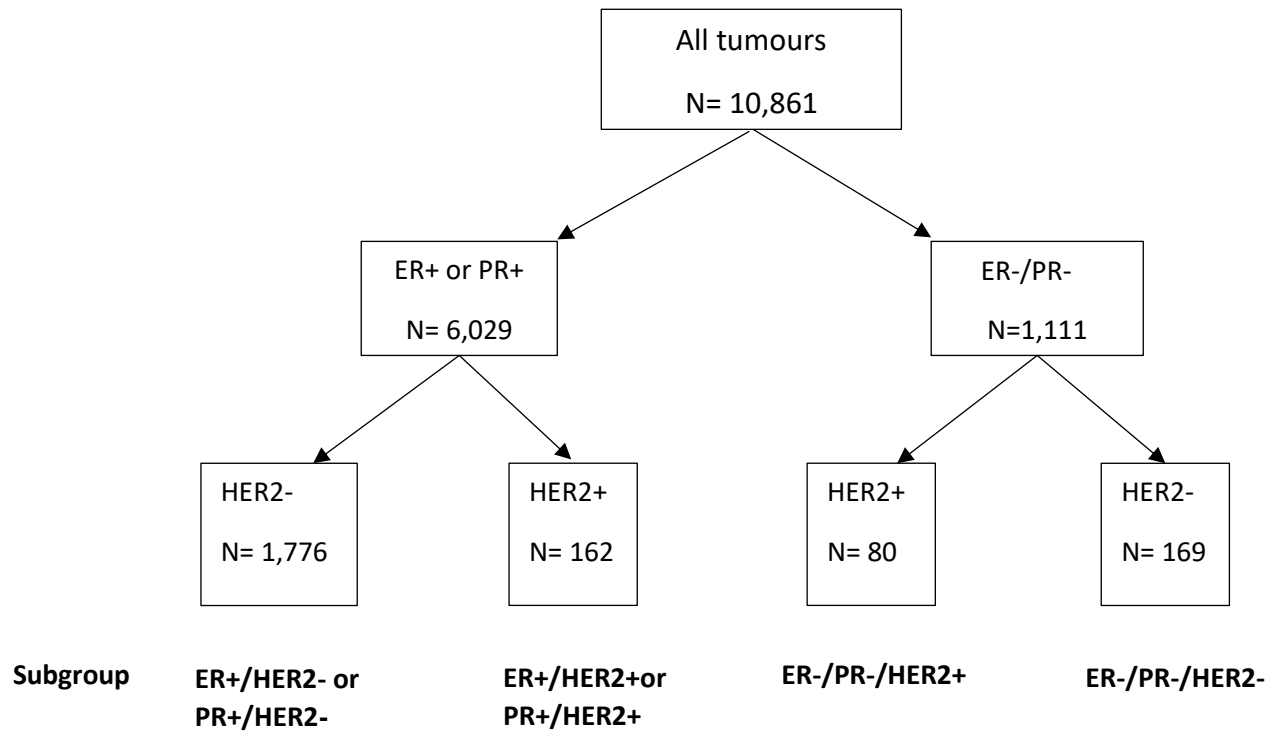 All tumours
N= 10,861
ER+ or PR+
N= 6,029
ER-/PR-
N=1,111
HER2-
N= 1,776
HER2+
N= 162
HER2+
N= 80
HER2-
N= 169
Subgroup
ER+/HER2- or
PR+/HER2-
ER+/HER2+or
PR+/HER2+
ER-/PR-/HER2+
ER-/PR-/HER2-